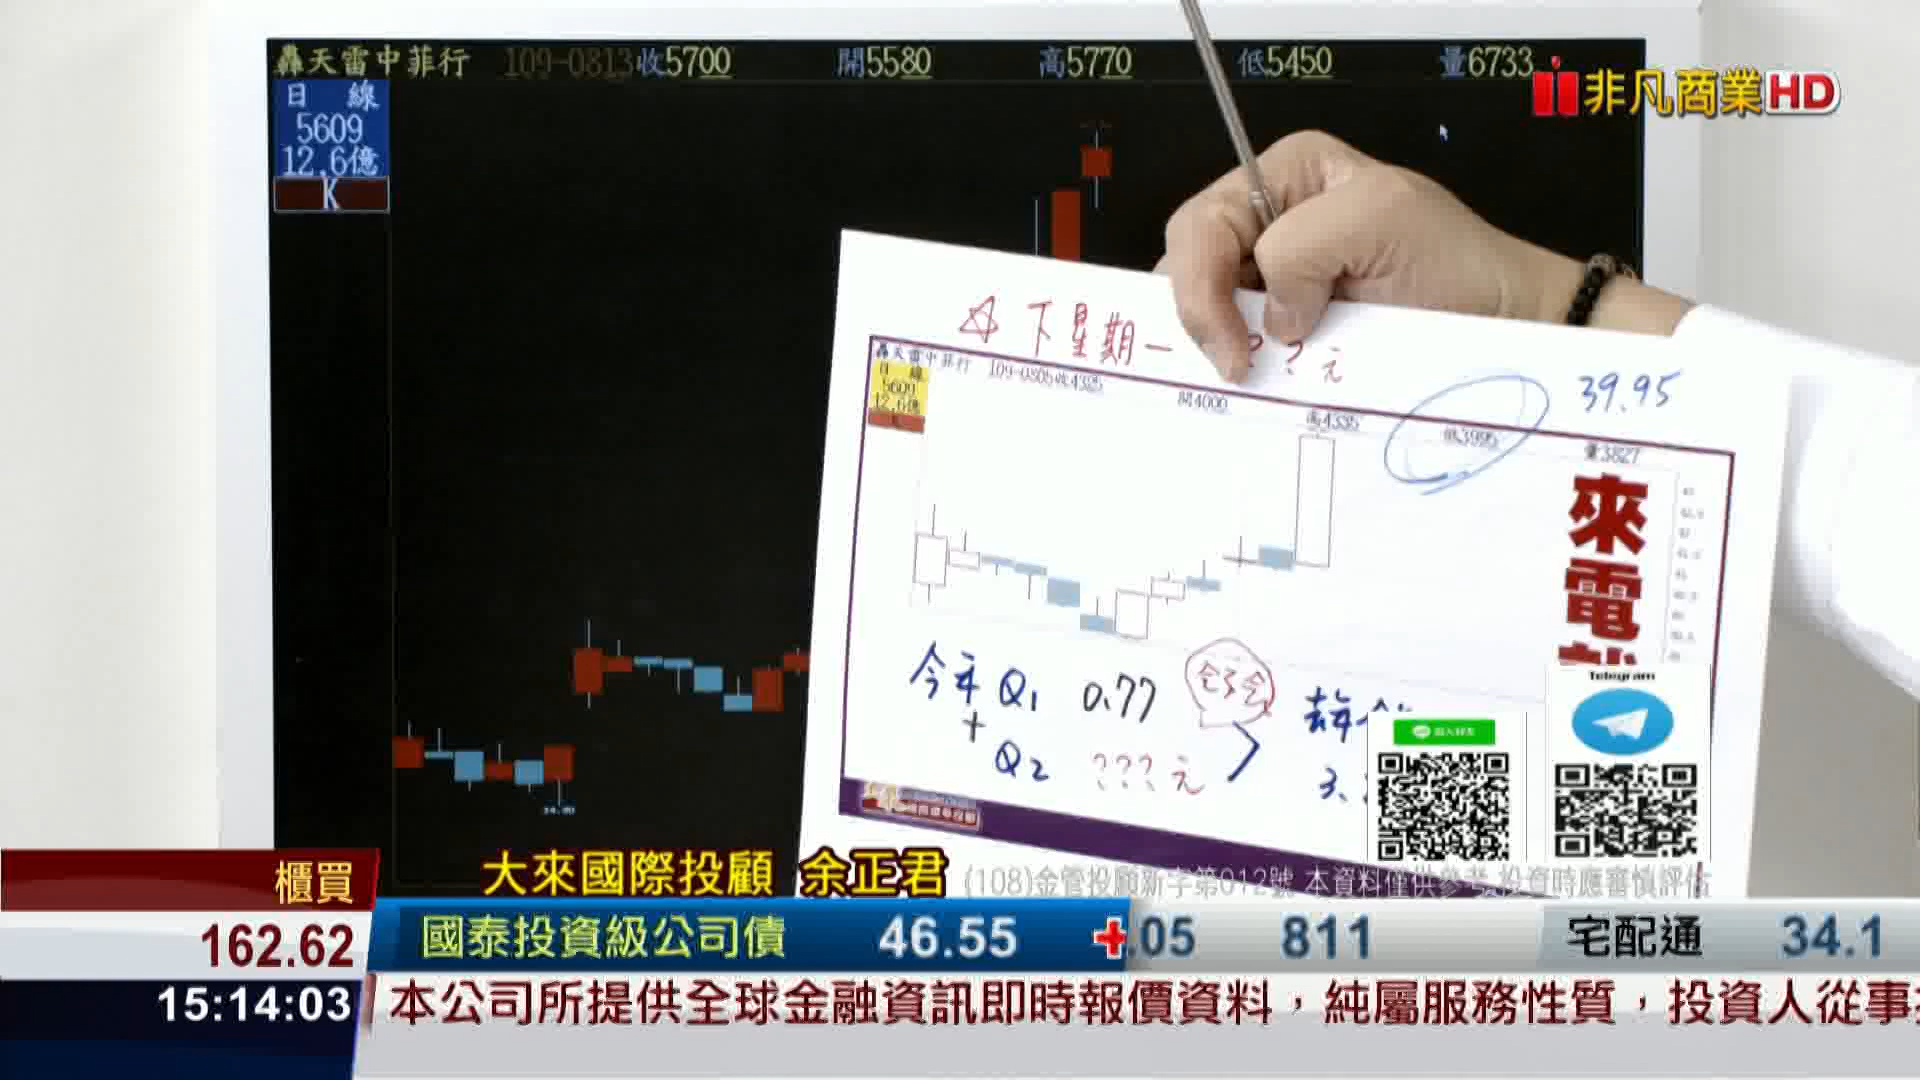 轟天雷中菲行 109-0813收5700 開5580 高5770 低5450 量6733
非凡商業HD
日 線
5609
12.6億
K
下星期一 ? ? 元
轟天雷中菲行 109-0805收4325 開4000 高4335 低3995 量3827
39.95
日 線
5609
12.6億
K
來電
今年Q1 0.77
+
Q2 ???元
3.
Telegram
34.80
大來國際投顧 余正君
(108)金管投顧新字第012號 本資料僅供參考,投資時應審慎評估
櫃買
162.62
國泰投資級公司債 46.55 .05 811 宅配通 34.1
15:14:03
本公司所提供全球金融資訊即時報價資料，純屬服務性質，投資人從事